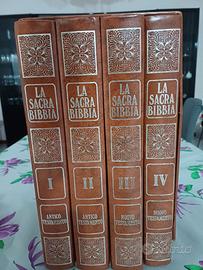 LA
SACRA
BIBBIA
I
ANTICO
TESTAMENTO
LA
SACRA
BIBBIA
II
ANTICO
TESTAMENTO
LA
SACRA
BIBBIA
III
NUOVO
TESTAMENTO
LA
SACRA
BIBBIA
IV
NUOVO
TESTAMENTO
Subito